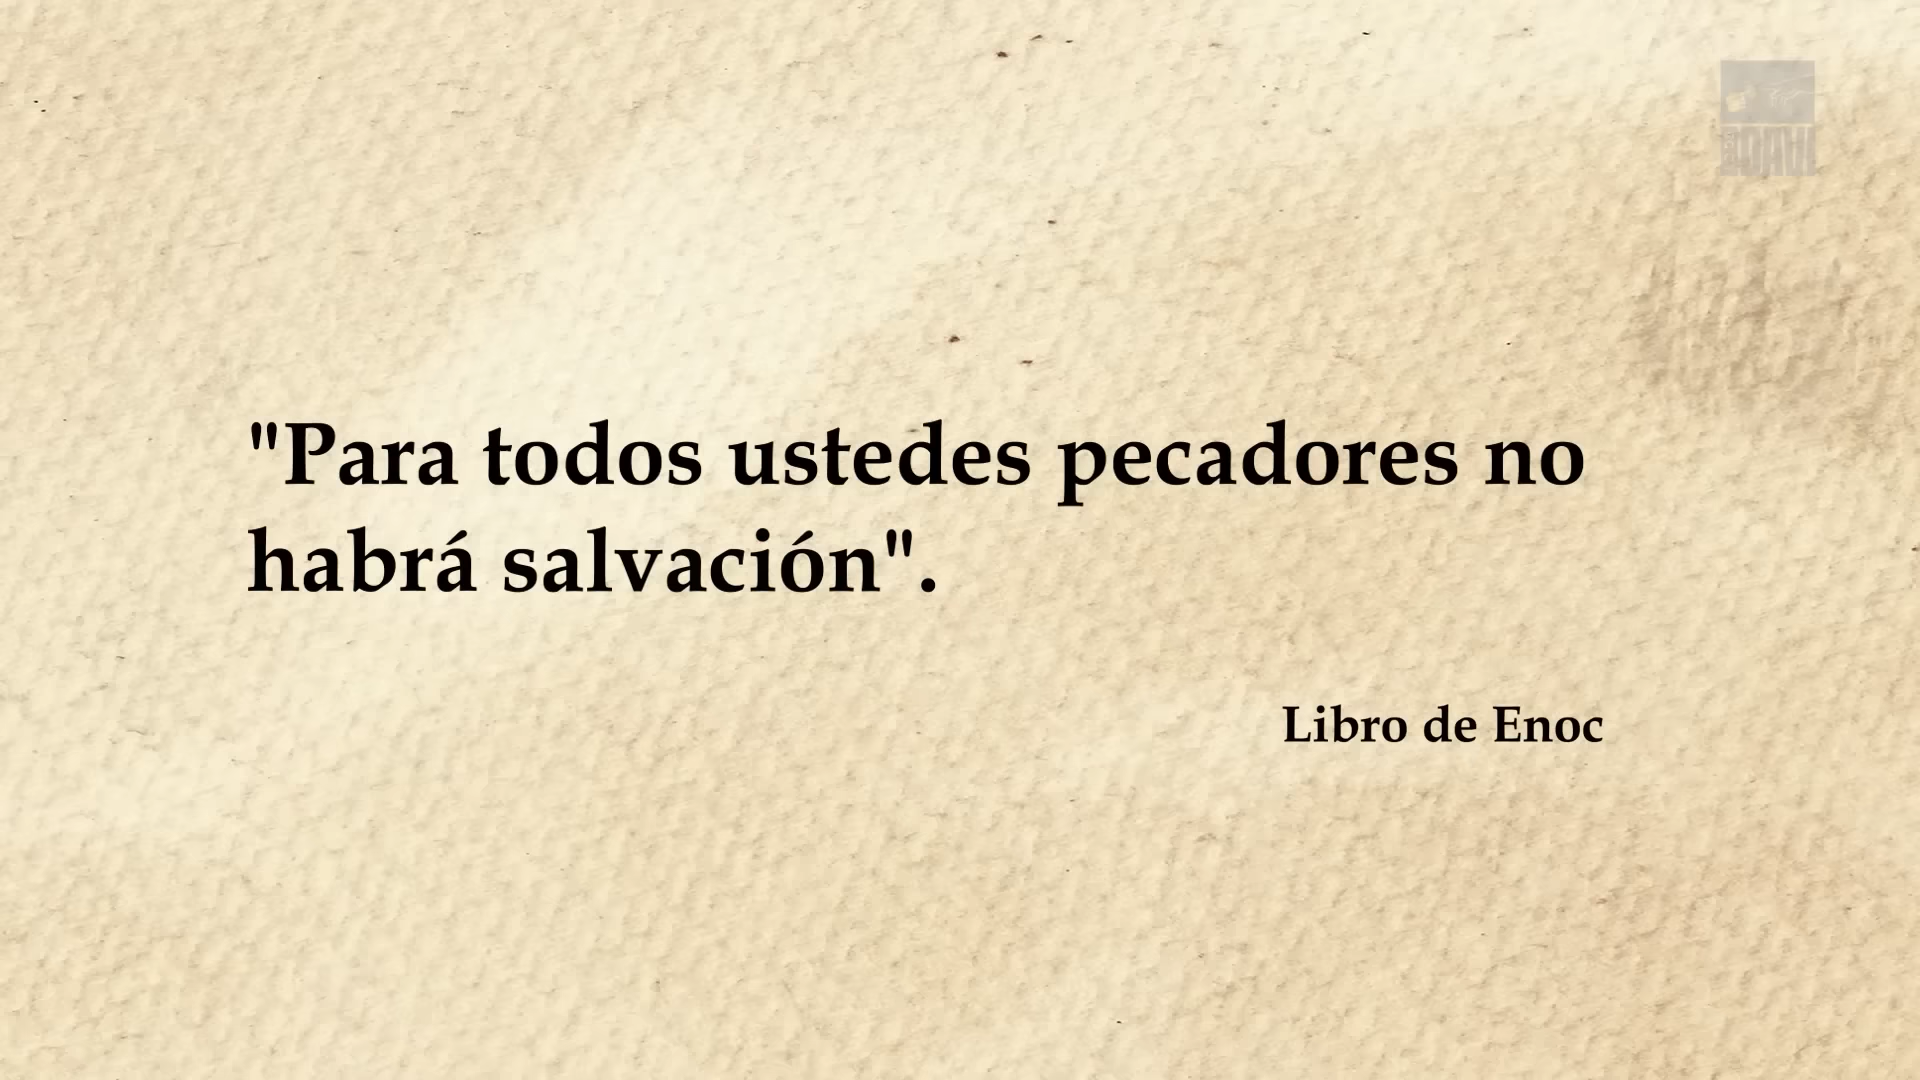 "Para todos ustedes pecadores no
habrá salvación".
Libro de Enoc